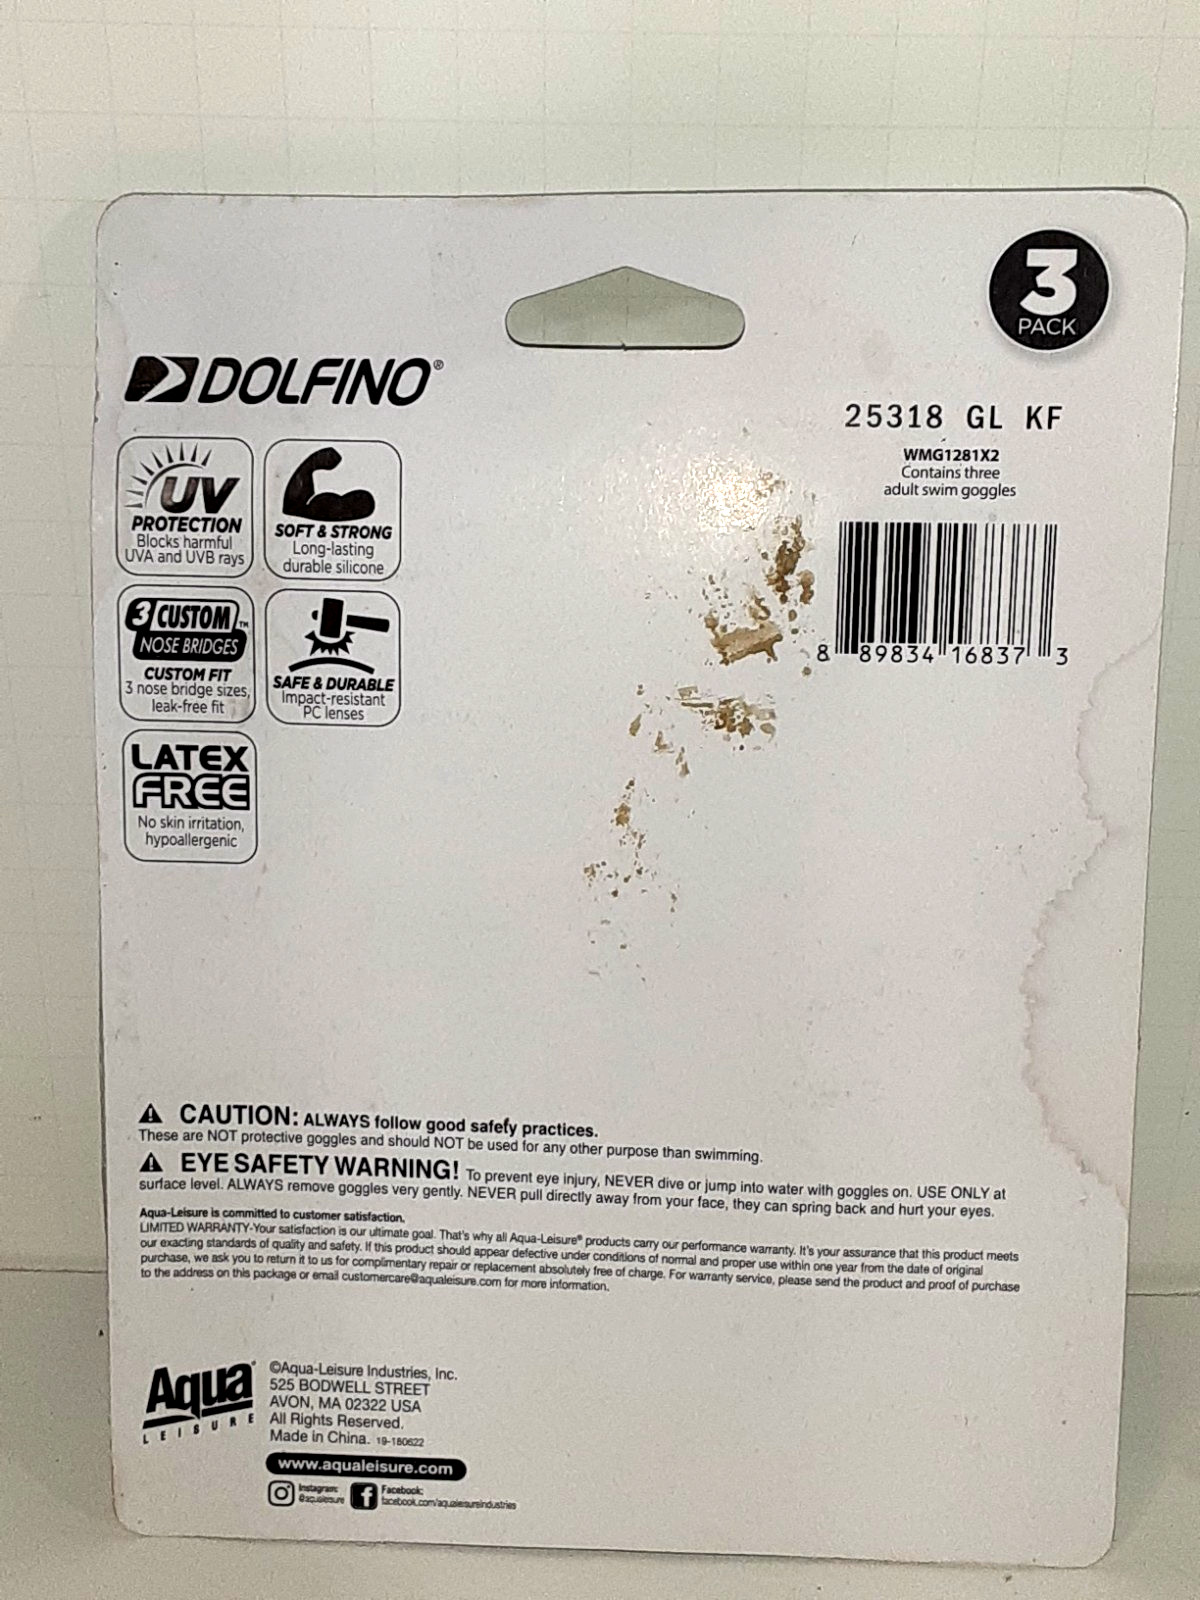 3
PACK
DOLFINO®
25318 GL KF
WMG1281X2
Contains three
adult swim goggles
8 89834 16837 3
UV
PROTECTION
Blocks harmful
UVA and UVB rays
SOFT & STRONG
Long-lasting
durable silicone
3 CUSTOM™
NOSE BRIDGES
CUSTOM FIT
3 nose bridge sizes,
leak-free fit
SAFE & DURABLE
Impact-resistant
PC lenses
LATEX
FREE
No skin irritation,
hypoallergenic
CAUTION: ALWAYS follow good safety practices.
These are NOT protective goggles and should NOT be used for any other purpose than swimming.
EYE SAFETY WARNING! To prevent eye injury, NEVER dive or jump into water with goggles on. USE ONLY at
surface level. ALWAYS remove goggles very gently. NEVER pull directly away from your face, they can spring back and hurt your eyes.
Aqua-Leisure is committed to customer satisfaction.
LIMITED WARRANTY-Your satisfaction is our ultimate goal. That's why all Aqua-Leisure® products carry our performance warranty. It's your assurance that this product meets
our exacting standards of quality and safety. If this product should appear defective under conditions of normal and proper use within one year from the date of original
purchase, we ask you to return it to us for complimentary repair or replacement absolutely free of charge. For warranty service, please send the product and proof of purchase
to the address on this package or email customercare@aqualeisure.com for more information.
Aqua
LEISURE
©Aqua-Leisure Industries, Inc.
525 BODWELL STREET
AVON, MA 02322 USA
All Rights Reserved.
Made in China. 19-180622
www.aqualeisure.com
Instagram:
@aqualeisure
Facebook:
facebook.com/aqualeisureindustries